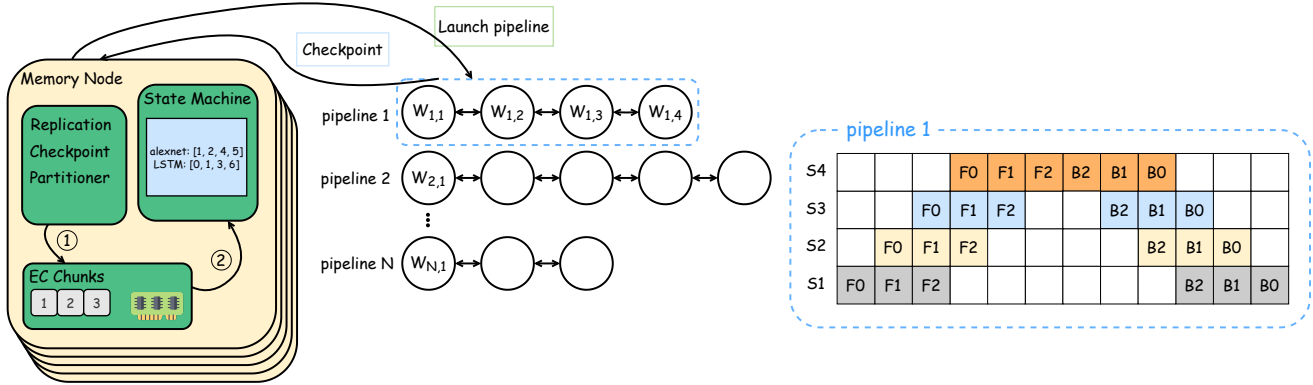 Launch pipeline
Checkpoint
Memory Node
State Machine
Replication
Checkpoint
Partitioner
alexnet: [1, 2, 4, 5]
LSTM: [0, 1, 3, 6]
1
2
EC Chunks
1 2 3
pipeline 1 W1,1 W1,2 W1,3 W1,4
pipeline 2 W2,1
pipeline N WN,1
pipeline 1
S4 F0 F1 F2 B2 B1 B0
S3 F0 F1 F2 B2 B1 B0
S2 F0 F1 F2 B2 B1 B0
S1 F0 F1 F2 B2 B1 B0